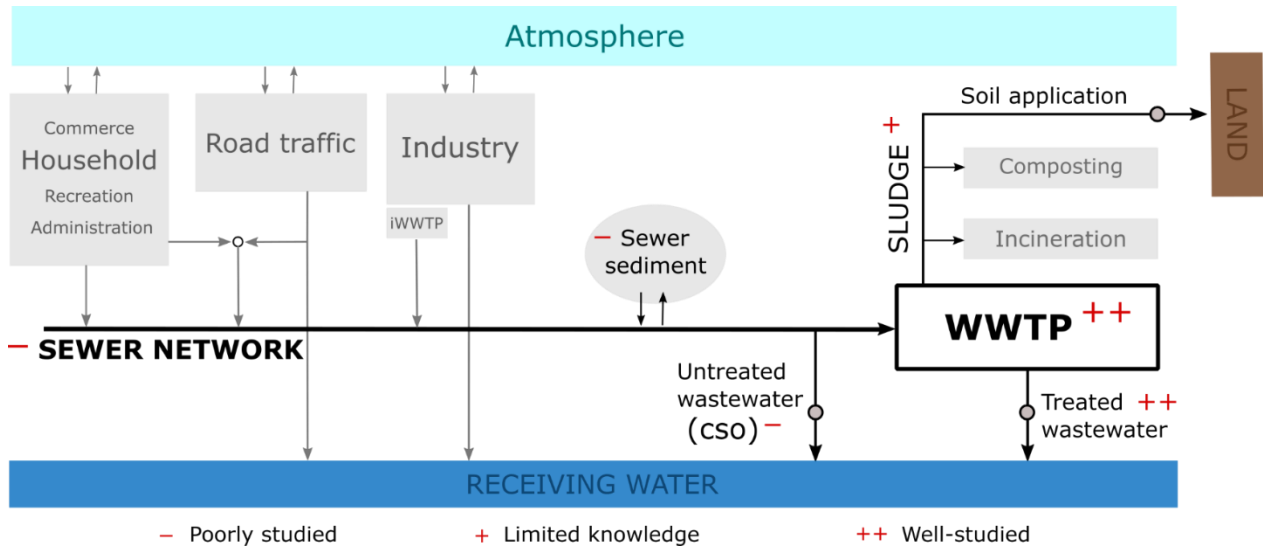 Atmosphere
Commerce
Household
Recreation
Administration
Road traffic
Industry
iWWTP
− Sewer
sediment
Soil application
LAND
SLUDGE +
Composting
Incineration
WWTP ++
− SEWER NETWORK
Untreated
wastewater
(CSO) −
Treated ++
wastewater
RECEIVING WATER
− Poorly studied
+ Limited knowledge
++ Well-studied